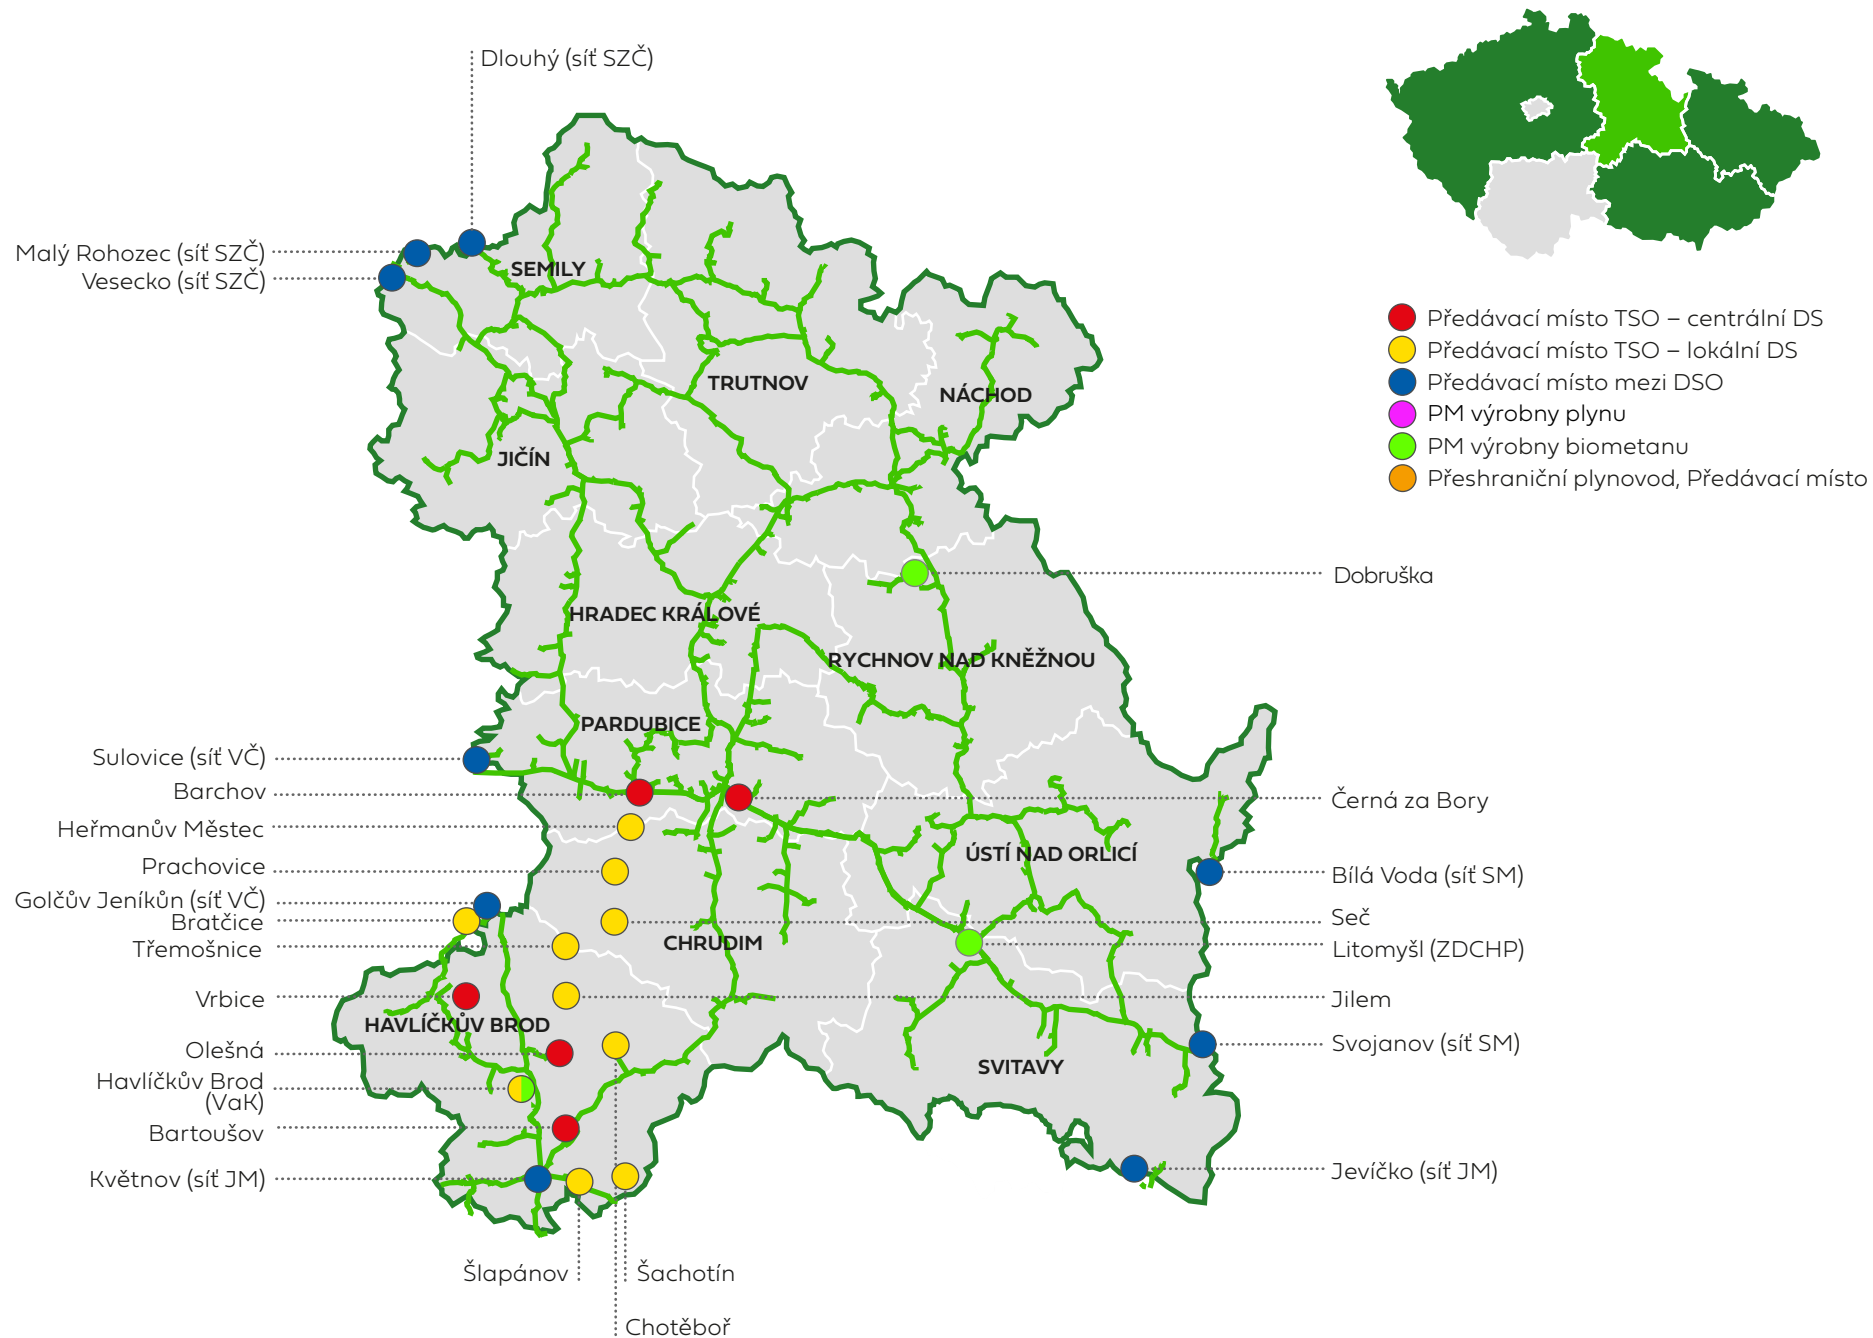 Dlouhý (síť SZČ)
Malý Rohozec (síť SZČ)
Vesecko (síť SZČ)
SEMILY
TRUTNOV
NÁCHOD
JIČÍN
Předávací místo TSO – centrální DS
Předávací místo TSO – lokální DS
Předávací místo mezi DSO
PM výrobny plynu
PM výrobny biometanu
Přeshraniční plynovod, Předávací místo
Dobruška
HRADEC KRÁLOVÉ
RYCHNOV NAD KNĚŽNOU
PARDUBICE
Sulovice (síť VČ)
Barchov
Heřmanův Městec
Prachovice
Golčův Jeníkůn (síť VČ)
Bratčice
Třemošnice
Vrbice
Olešná
Havlíčkův Brod
(VaK)
Bartoušov
Květnov (síť JM)
Černá za Bory
ÚSTÍ NAD ORLICÍ
Bílá Voda (síť SM)
Seč
CHRUDIM
Litomyšl (ZDCHP)
Jilem
HAVLÍČKŮV BROD
Svojanov (síť SM)
SVITAVY
Jevíčko (síť JM)
Šlapánov
Šachotín
Chotěboř